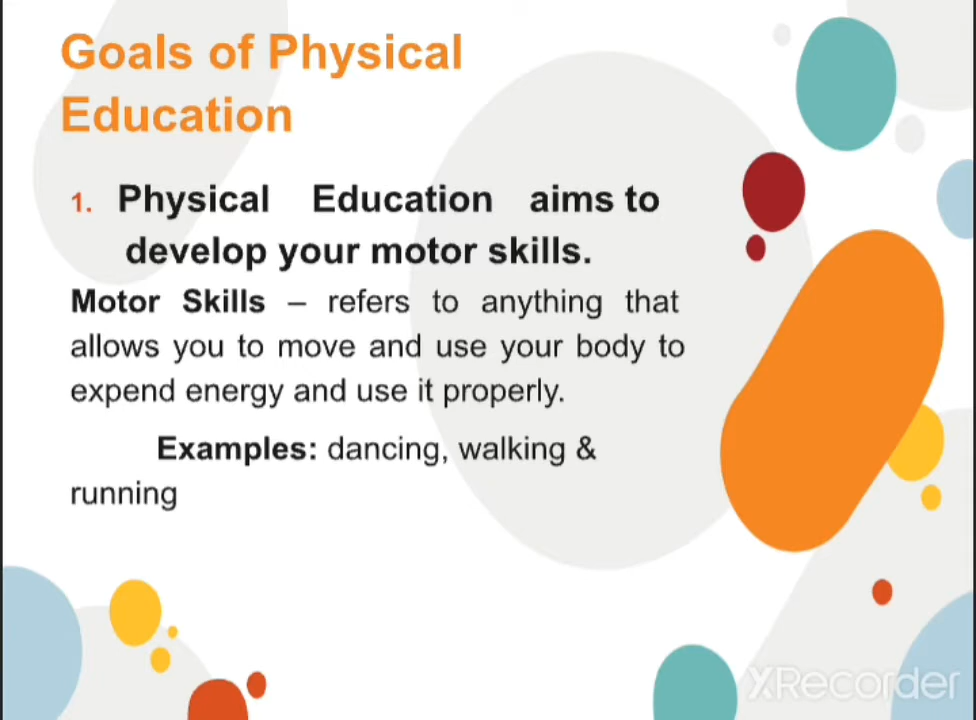 Goals of Physical
Education
1. Physical Education aims to
develop your motor skills.
Motor Skills – refers to anything that
allows you to move and use your body to
expend energy and use it properly.
Examples: dancing, walking &
running
XRecorder